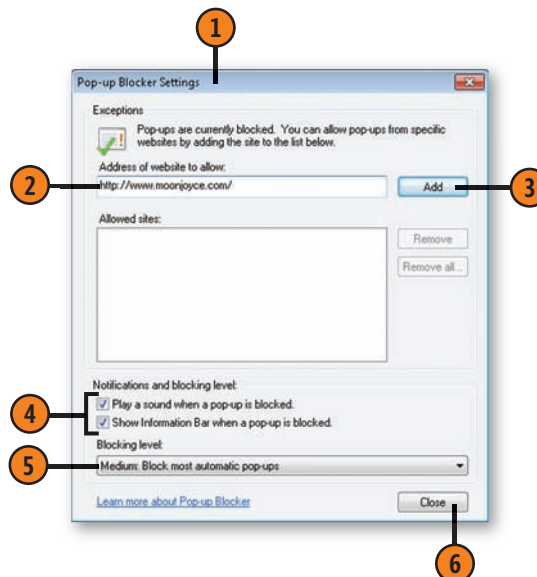 1
Pop-up Blocker Settings
Exceptions
Pop-ups are currently blocked. You can allow pop-ups from specific
websites by adding the site to the list below.
Address of website to allow:
2
http://www.moonjoyce.com/
Add
3
Allowed sites:
Remove
Remove all...
Notifications and blocking level:
4
Play a sound when a pop-up is blocked.
Show Information Bar when a pop-up is blocked.
Blocking level:
5
Medium: Block most automatic pop-ups
Learn more about Pop-up Blocker
Close
6